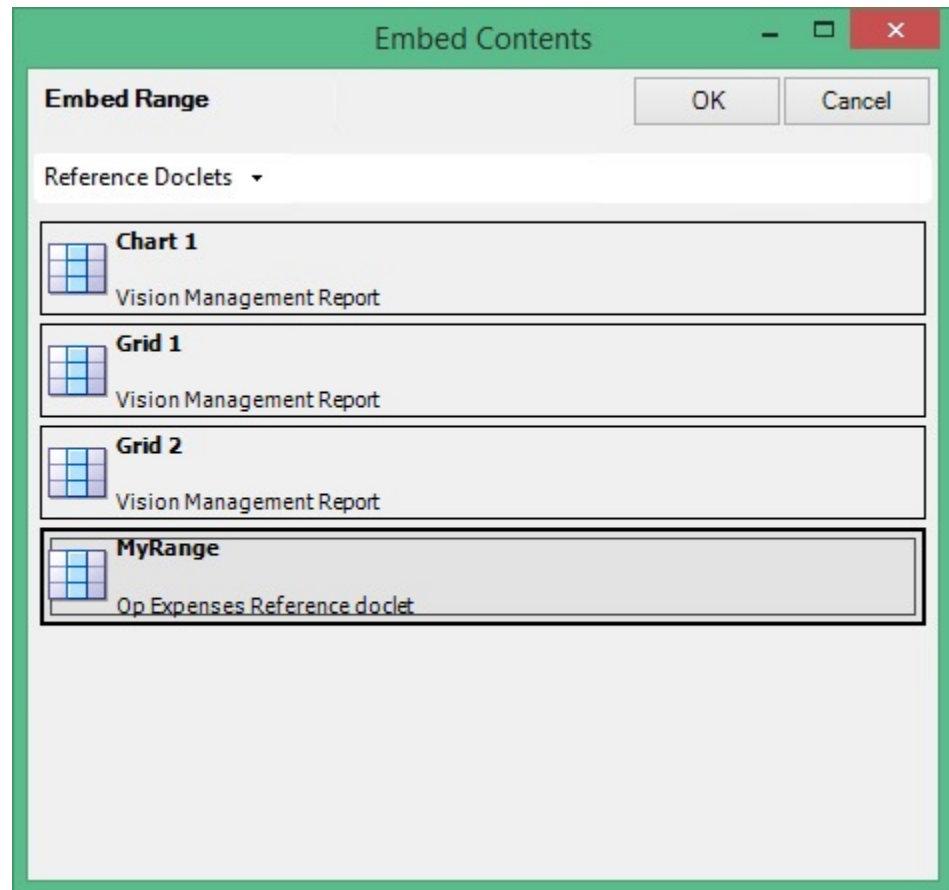 Embed Contents
Embed Range
OK
Cancel
Reference Doclets
Chart 1
Vision Management Report
Grid 1
Vision Management Report
Grid 2
Vision Management Report
MyRange
Op Expenses Reference doclet